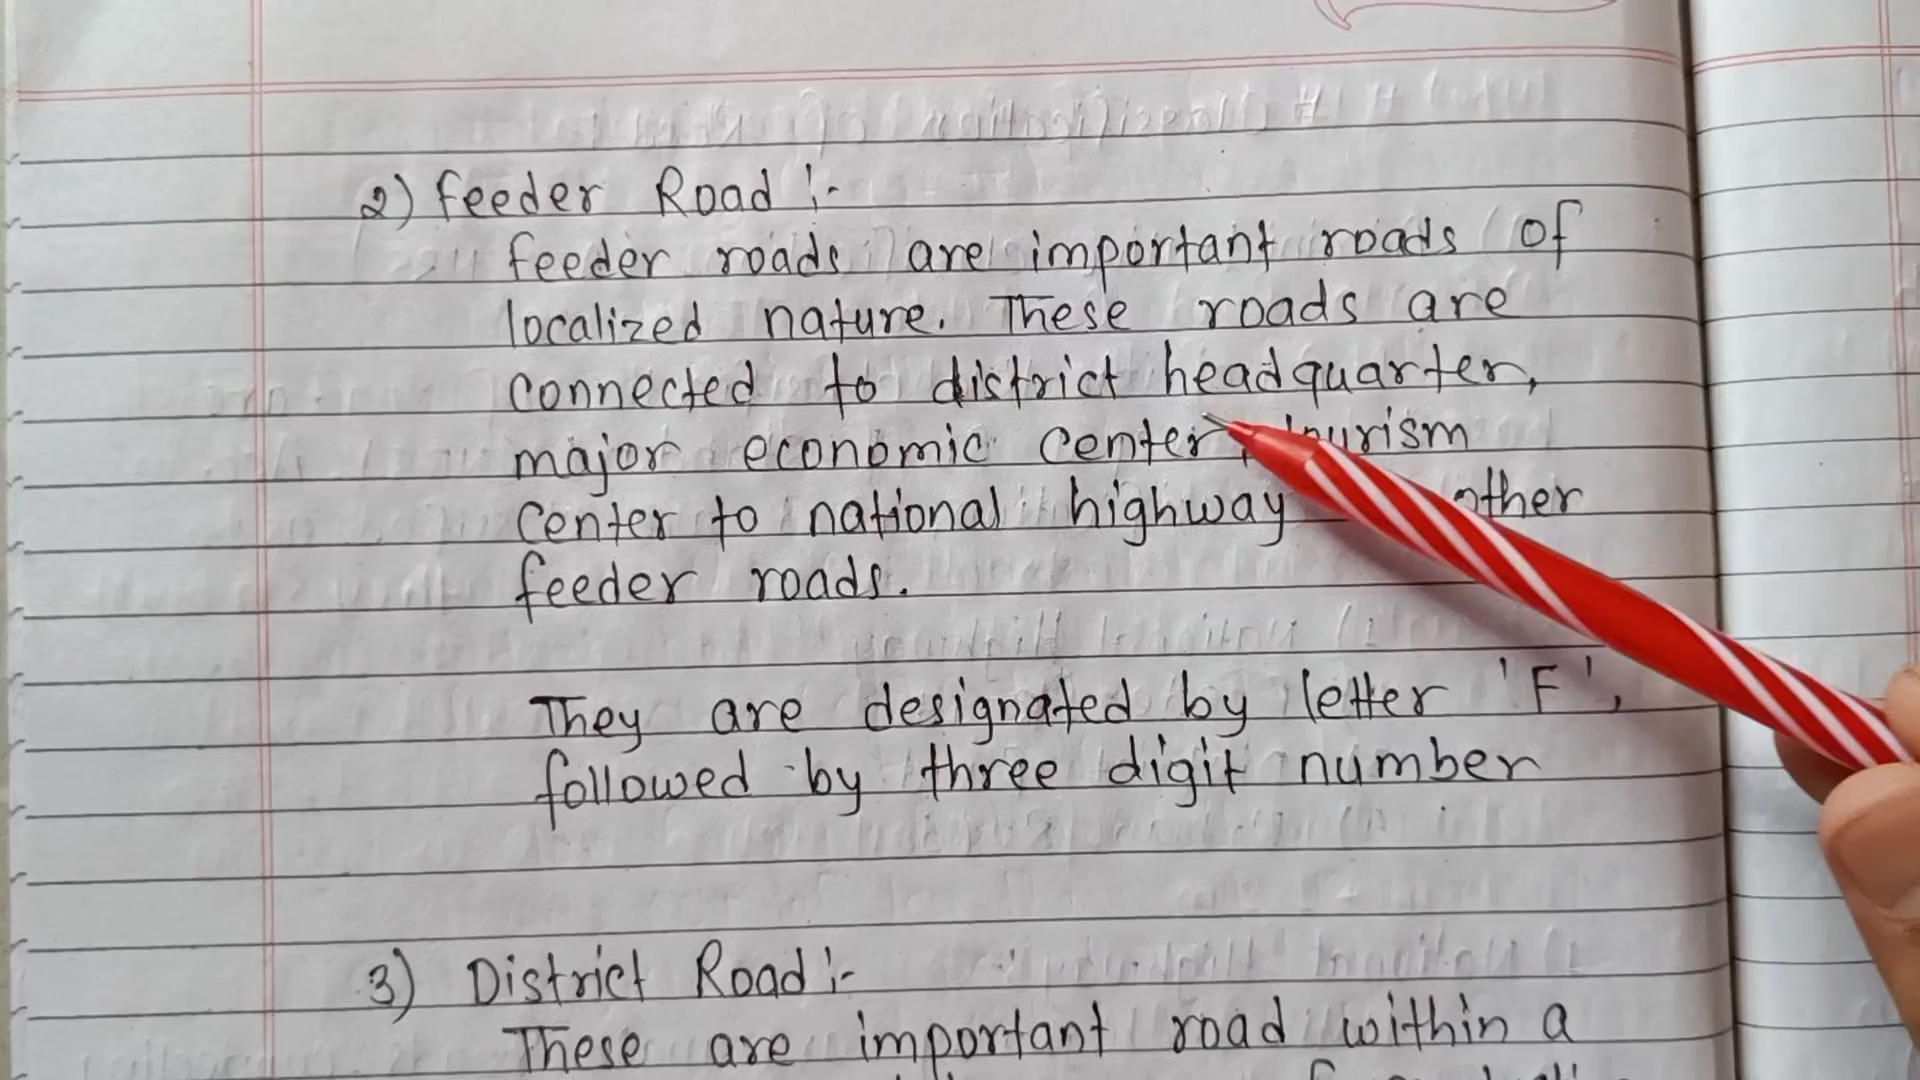 2) Feeder Road :-
feeder roads are important roads of
localized nature. These roads are
connected to district headquarter,
major economic center, tourism
center to national highway other
feeder roads.
They are designated by letter 'F',
followed by three digit number
3) District Road :-
These are important road within a